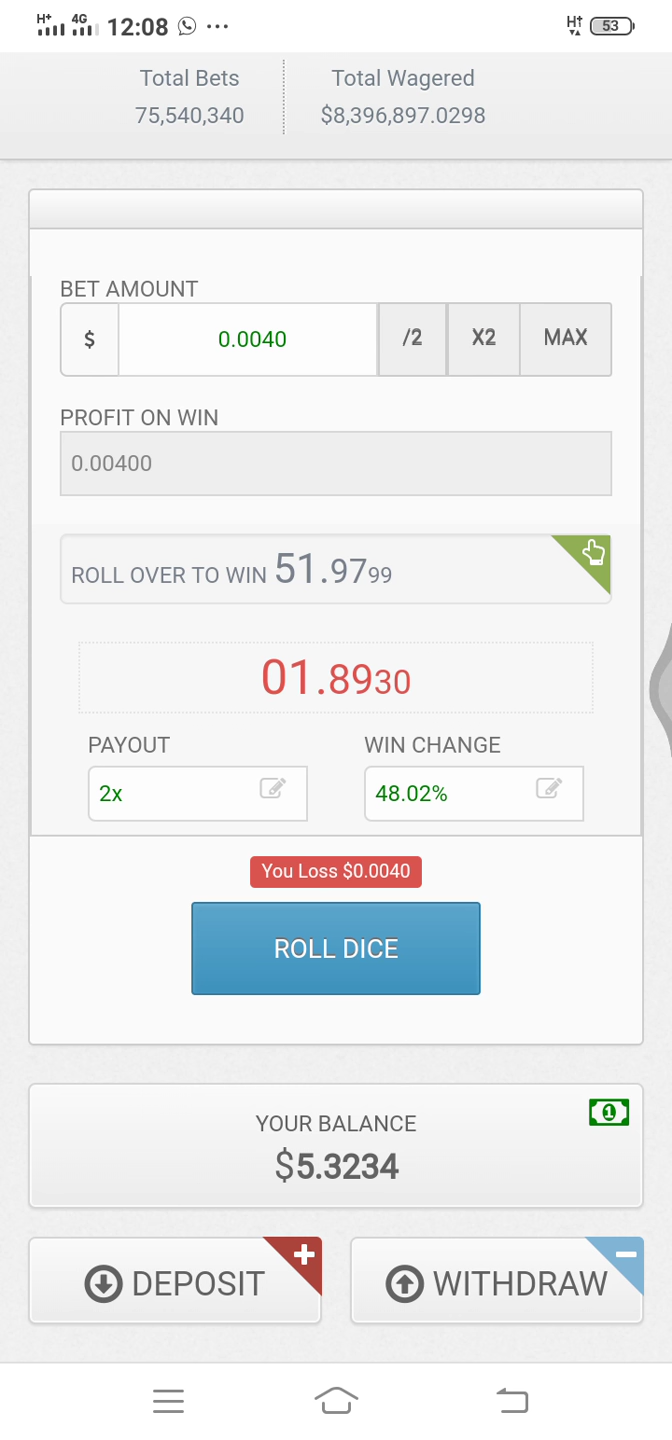 H+ 4G 12:08 ... H† 53
Total Bets Total Wagered
75,540,340 $8,396,897.0298
BET AMOUNT
$ 0.0040 /2 X2 MAX
PROFIT ON WIN
0.00400
ROLL OVER TO WIN 51.9799
01.8930
PAYOUT WIN CHANGE
2x 48.02%
You Loss $0.0040
ROLL DICE
1
YOUR BALANCE
$5.3234
DEPOSIT + WITHDRAW −